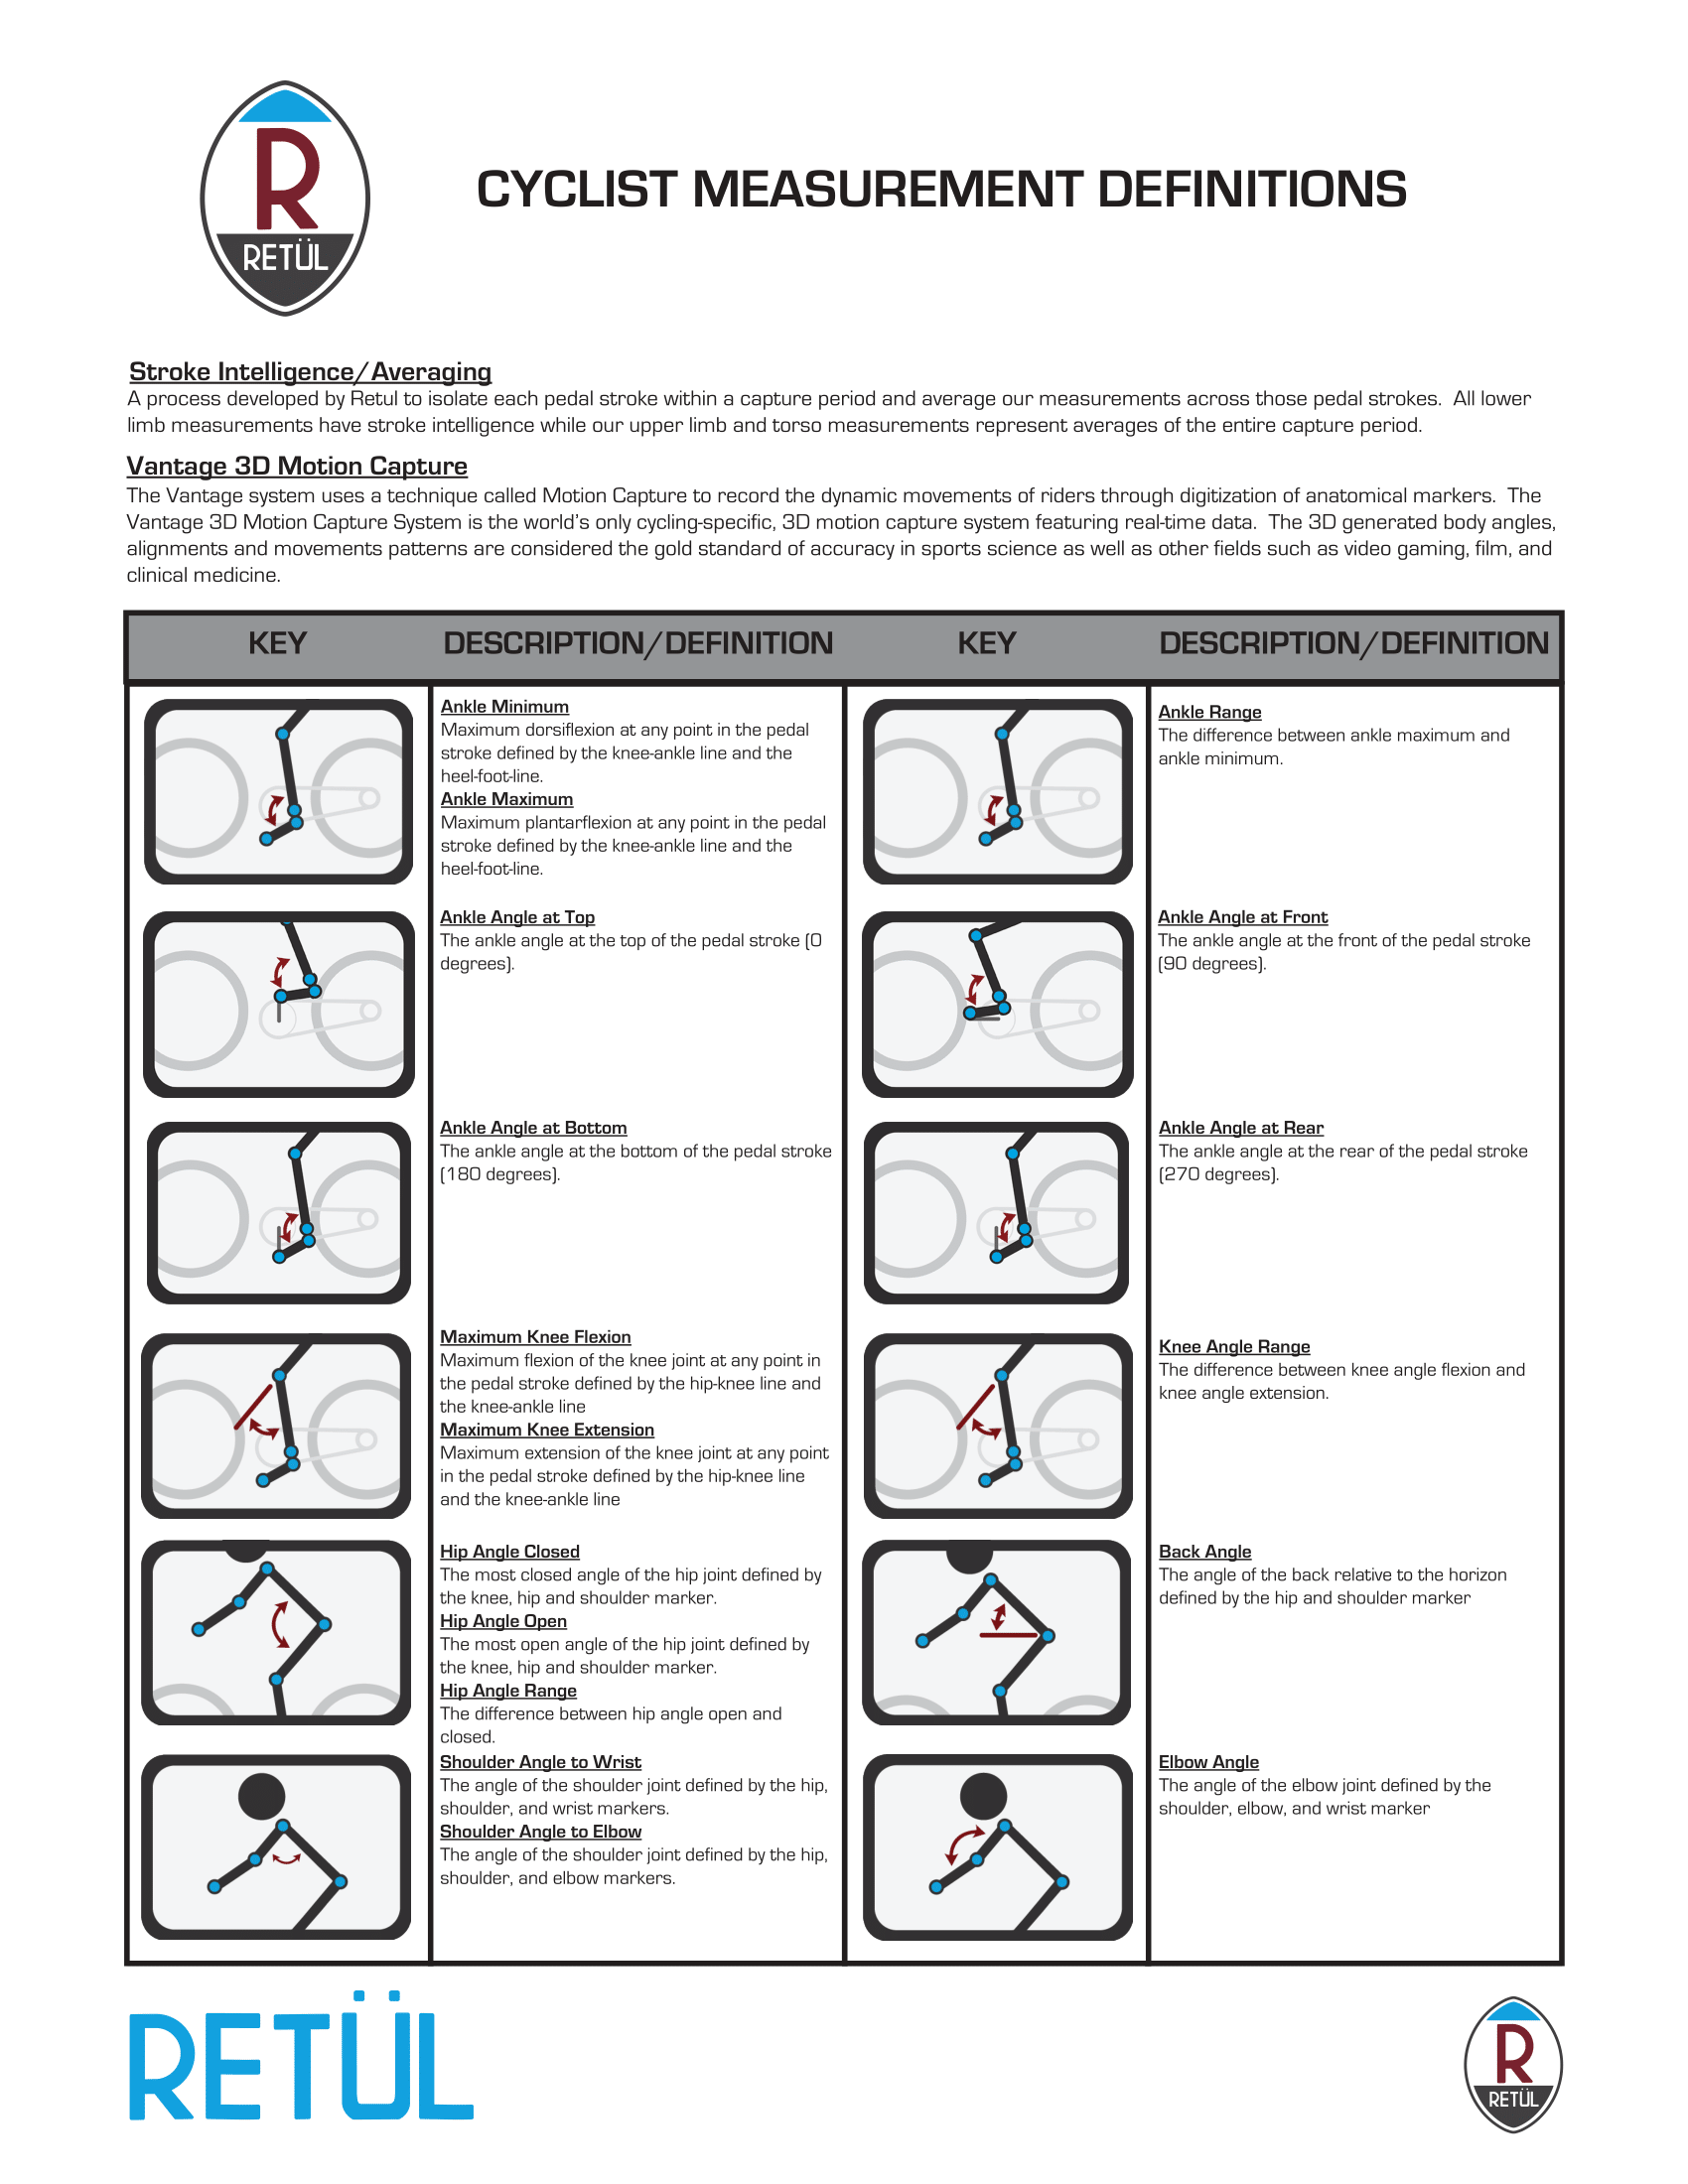 R
RETÜL
CYCLIST MEASUREMENT DEFINITIONS
Stroke Intelligence/Averaging
A process developed by Retul to isolate each pedal stroke within a capture period and average our measurements across those pedal strokes.  All lower
limb measurements have stroke intelligence while our upper limb and torso measurements represent averages of the entire capture period.
Vantage 3D Motion Capture
The Vantage system uses a technique called Motion Capture to record the dynamic movements of riders through digitization of anatomical markers.  The
Vantage 3D Motion Capture System is the world's only cycling-specific, 3D motion capture system featuring real-time data.  The 3D generated body angles,
alignments and movements patterns are considered the gold standard of accuracy in sports science as well as other fields such as video gaming, film, and
clinical medicine.
KEY DESCRIPTION/DEFINITION KEY DESCRIPTION/DEFINITION
Ankle Minimum
Maximum dorsiflexion at any point in the pedal
stroke defined by the knee-ankle line and the
heel-foot-line.
Ankle Maximum
Maximum plantarflexion at any point in the pedal
stroke defined by the knee-ankle line and the
heel-foot-line.
Ankle Range
The difference between ankle maximum and
ankle minimum.
Ankle Angle at Top
The ankle angle at the top of the pedal stroke (0
degrees).
Ankle Angle at Front
The ankle angle at the front of the pedal stroke
(90 degrees).
Ankle Angle at Bottom
The ankle angle at the bottom of the pedal stroke
(180 degrees).
Ankle Angle at Rear
The ankle angle at the rear of the pedal stroke
(270 degrees).
Maximum Knee Flexion
Maximum flexion of the knee joint at any point in
the pedal stroke defined by the hip-knee line and
the knee-ankle line
Maximum Knee Extension
Maximum extension of the knee joint at any point
in the pedal stroke defined by the hip-knee line
and the knee-ankle line
Knee Angle Range
The difference between knee angle flexion and
knee angle extension.
Hip Angle Closed
The most closed angle of the hip joint defined by
the knee, hip and shoulder marker.
Hip Angle Open
The most open angle of the hip joint defined by
the knee, hip and shoulder marker.
Hip Angle Range
The difference between hip angle open and
closed.
Back Angle
The angle of the back relative to the horizon
defined by the hip and shoulder marker
Shoulder Angle to Wrist
The angle of the shoulder joint defined by the hip,
shoulder, and wrist markers.
Shoulder Angle to Elbow
The angle of the shoulder joint defined by the hip,
shoulder, and elbow markers.
Elbow Angle
The angle of the elbow joint defined by the
shoulder, elbow, and wrist marker
RETÜL
R
RETÜL